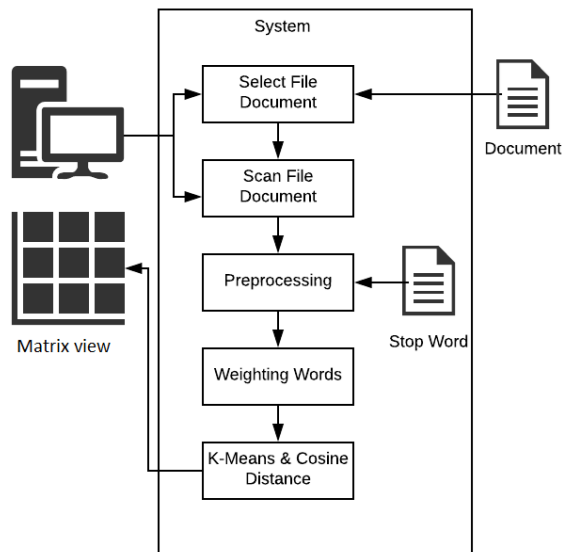 System
Select File
Document
Document
Scan File
Document
Preprocessing
Stop Word
Matrix view
Weighting Words
K-Means & Cosine
Distance